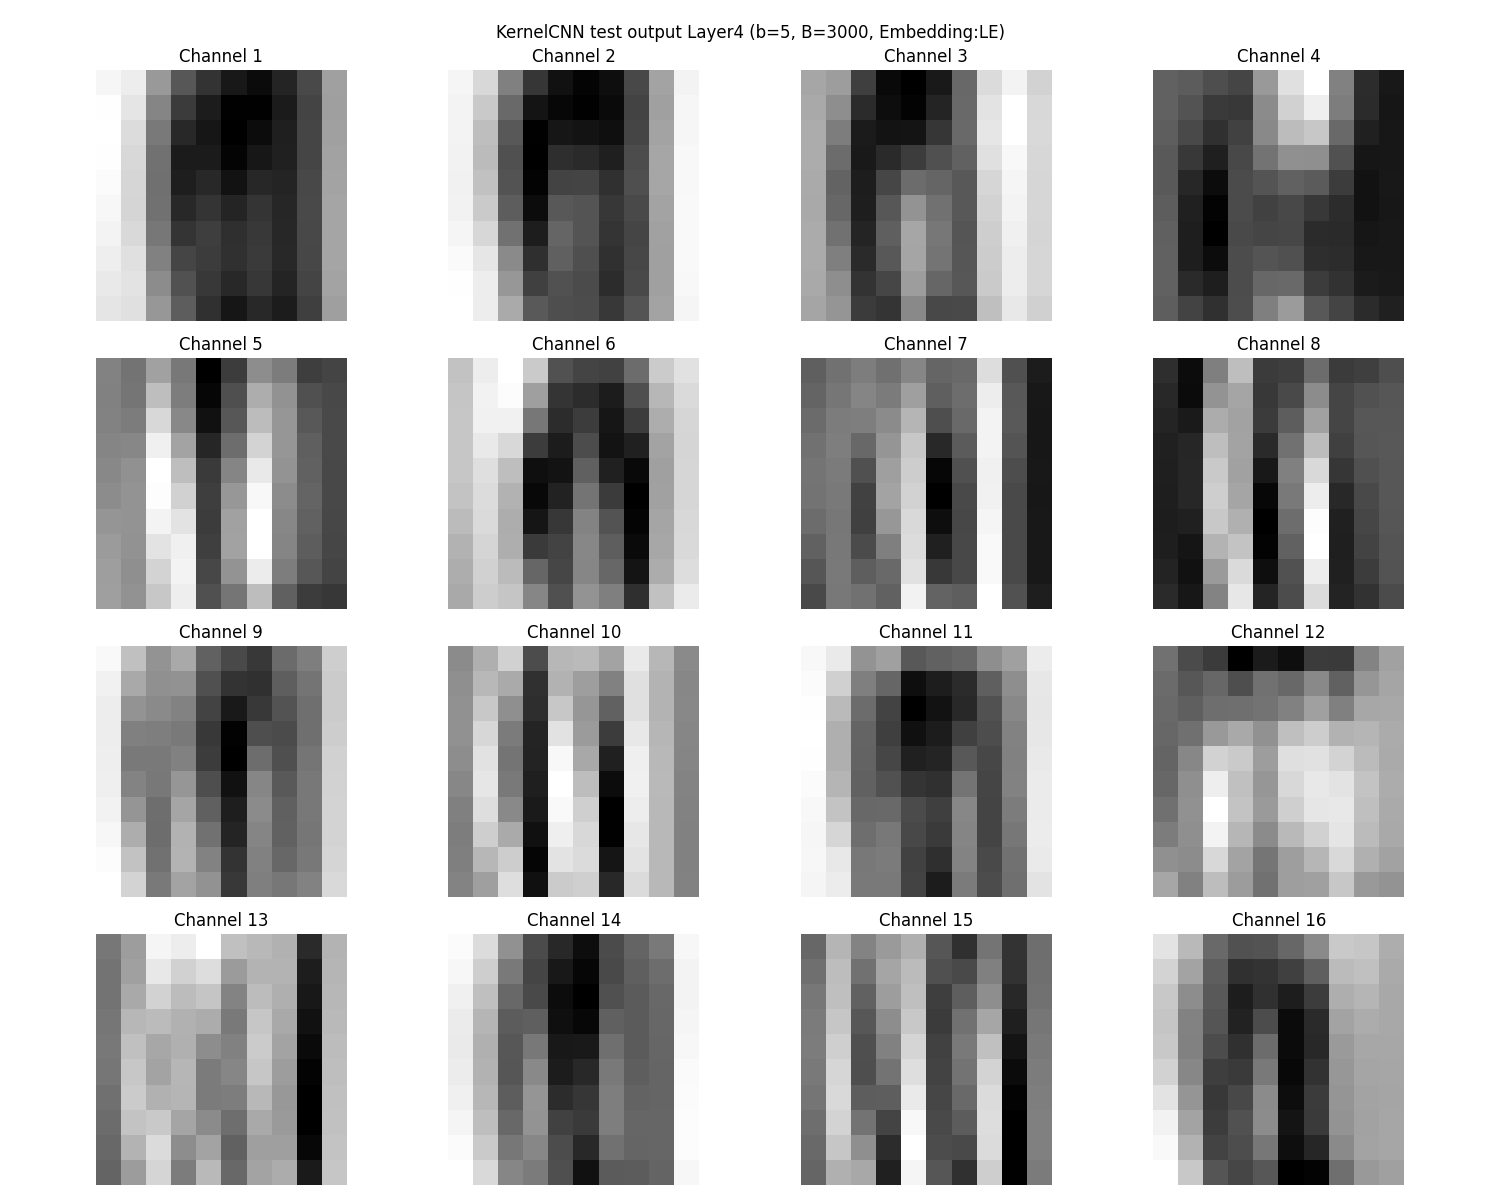 KernelCNN test output Layer4 (b=5, B=3000, Embedding:LE)
Channel 1 Channel 2 Channel 3 Channel 4
Channel 5 Channel 6 Channel 7 Channel 8
Channel 9 Channel 10 Channel 11 Channel 12
Channel 13 Channel 14 Channel 15 Channel 16